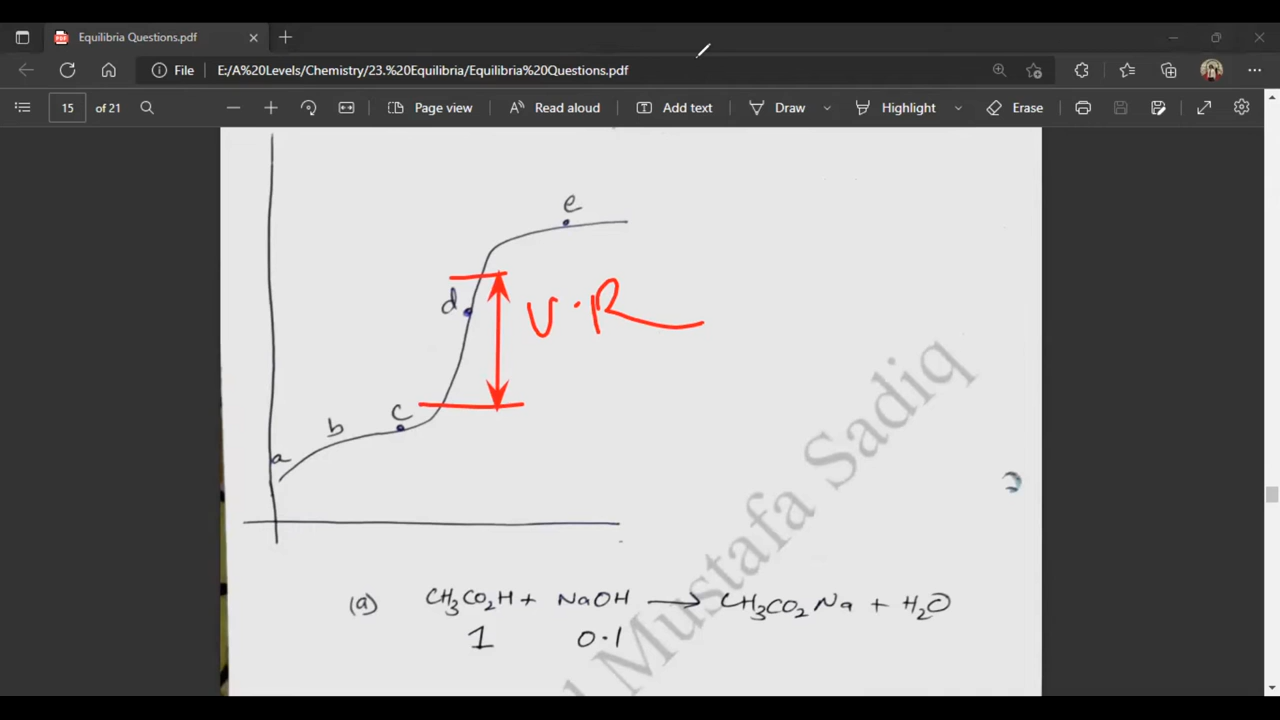 Equilibria Questions.pdf
File E:/A%20Levels/Chemistry/23.%20Equilibria/Equilibria%20Questions.pdf
15 of 21 Page view Read aloud Add text Draw Highlight Erase
e
d
V.R
c
b
a
Mustafa Sadiq
(a) CH3CO2H + NaOH → CH3CO2Na + H2O
1 0.1